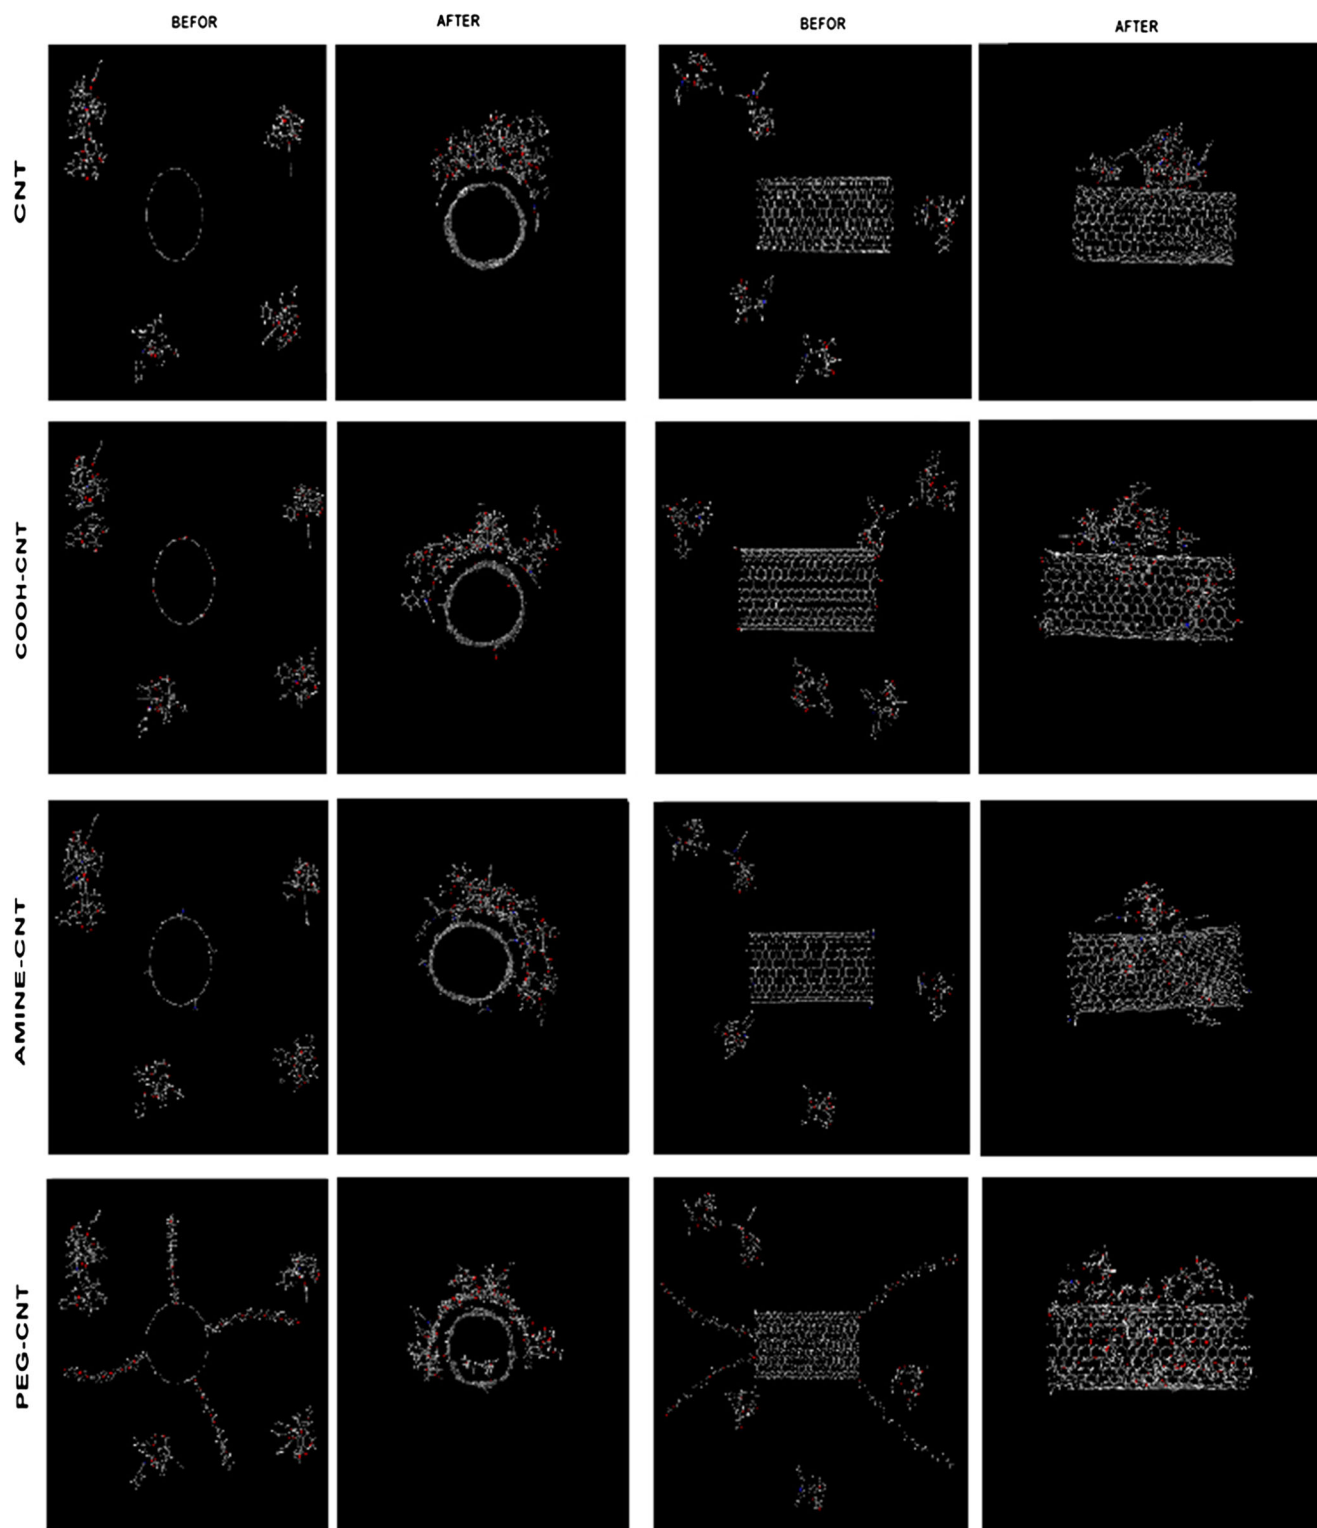 BEFOR AFTER BEFOR AFTER
CNT
COOH-CNT
AMINE-CNT
PEG-CNT